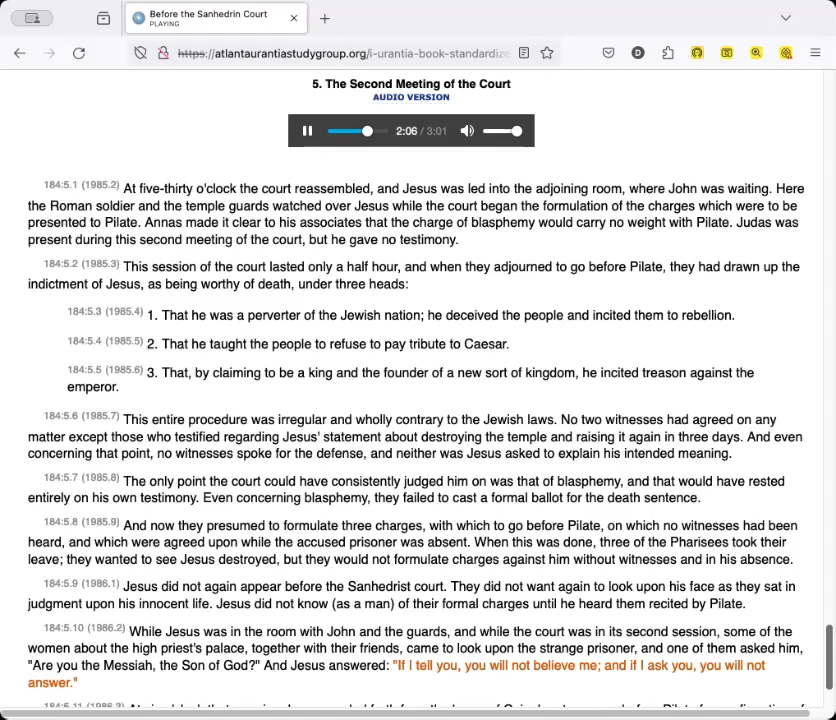 Before the Sanhedrin Court
PLAYING
https://atlantaurantiastudygroup.org/i-urantia-book-standardize
5. The Second Meeting of the Court
AUDIO VERSION
2:06 / 3:01
184:5.1 (1985.2) At five-thirty o'clock the court reassembled, and Jesus was led into the adjoining room, where John was waiting. Here
the Roman soldier and the temple guards watched over Jesus while the court began the formulation of the charges which were to be
presented to Pilate. Annas made it clear to his associates that the charge of blasphemy would carry no weight with Pilate. Judas was
present during this second meeting of the court, but he gave no testimony.
184:5.2 (1985.3) This session of the court lasted only a half hour, and when they adjourned to go before Pilate, they had drawn up the
indictment of Jesus, as being worthy of death, under three heads:
184:5.3 (1985.4) 1. That he was a perverter of the Jewish nation; he deceived the people and incited them to rebellion.
184:5.4 (1985.5) 2. That he taught the people to refuse to pay tribute to Caesar.
184:5.5 (1985.6) 3. That, by claiming to be a king and the founder of a new sort of kingdom, he incited treason against the
emperor.
184:5.6 (1985.7) This entire procedure was irregular and wholly contrary to the Jewish laws. No two witnesses had agreed on any
matter except those who testified regarding Jesus' statement about destroying the temple and raising it again in three days. And even
concerning that point, no witnesses spoke for the defense, and neither was Jesus asked to explain his intended meaning.
184:5.7 (1985.8) The only point the court could have consistently judged him on was that of blasphemy, and that would have rested
entirely on his own testimony. Even concerning blasphemy, they failed to cast a formal ballot for the death sentence.
184:5.8 (1985.9) And now they presumed to formulate three charges, with which to go before Pilate, on which no witnesses had been
heard, and which were agreed upon while the accused prisoner was absent. When this was done, three of the Pharisees took their
leave; they wanted to see Jesus destroyed, but they would not formulate charges against him without witnesses and in his absence.
184:5.9 (1986.1) Jesus did not again appear before the Sanhedrist court. They did not want again to look upon his face as they sat in
judgment upon his innocent life. Jesus did not know (as a man) of their formal charges until he heard them recited by Pilate.
184:5.10 (1986.2) While Jesus was in the room with John and the guards, and while the court was in its second session, some of the
women about the high priest's palace, together with their friends, came to look upon the strange prisoner, and one of them asked him,
"Are you the Messiah, the Son of God?" And Jesus answered: "If I tell you, you will not believe me; and if I ask you, you will not
answer."